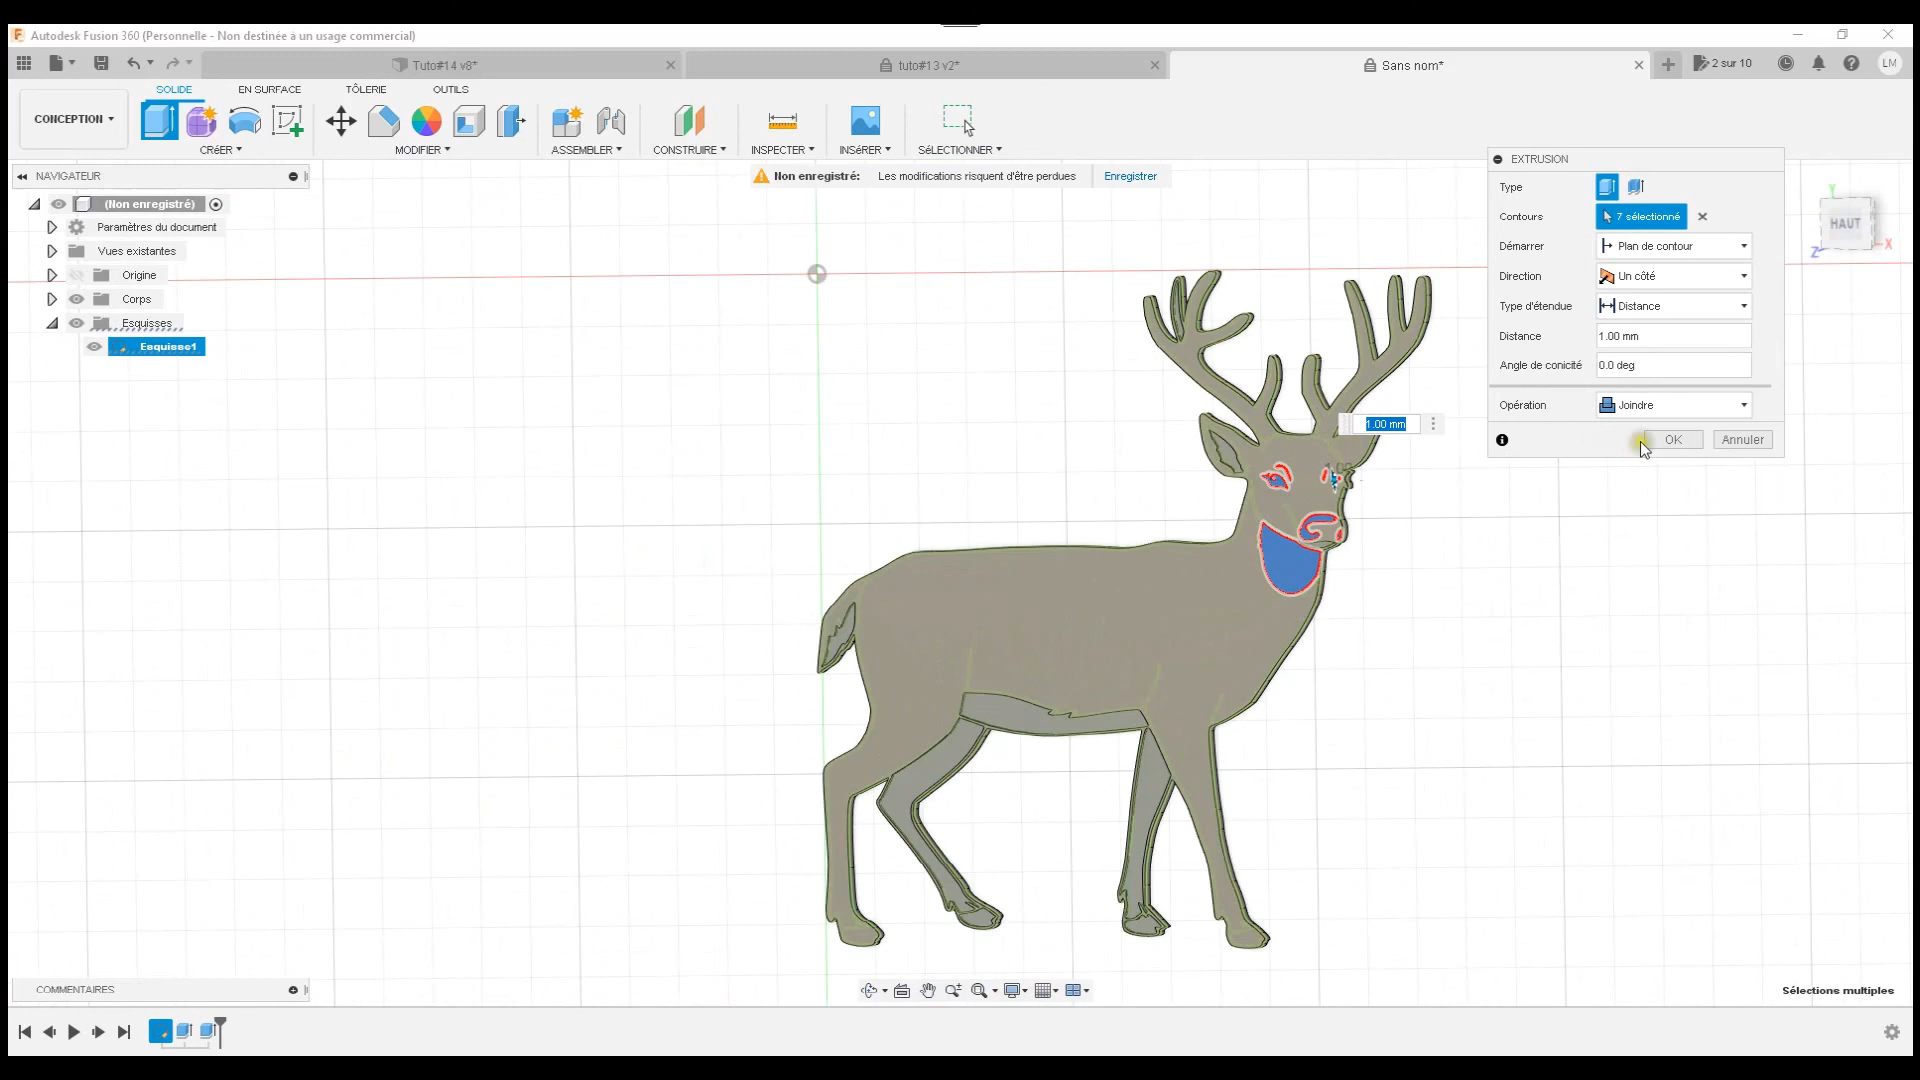 Autodesk Fusion 360 (Personnelle - Non destinée à un usage commercial)
Tuto#14 v8*
tuto#13 v2*
Sans nom*
2 sur 10
LM
SOLIDE
EN SURFACE
TÔLERIE
OUTILS
CONCEPTION
CRéER
MODIFIER
ASSEMBLER
CONSTRUIRE
INSPECTER
INSéRER
SéLECTIONNER
NAVIGATEUR
Non enregistré: Les modifications risquent d'être perdues Enregistrer
(Non enregistré)
Paramètres du document
Vues existantes
Origine
Corps
Esquisses
Esquisse1
EXTRUSION
Type
Contours 7 sélectionné
Démarrer Plan de contour
Direction Un côté
Type d'étendue Distance
Distance 1.00 mm
Angle de conicité 0.0 deg
Opération Joindre
OK Annuler
HAUT
Y
X
Z
1.00 mm
COMMENTAIRES
Sélections multiples